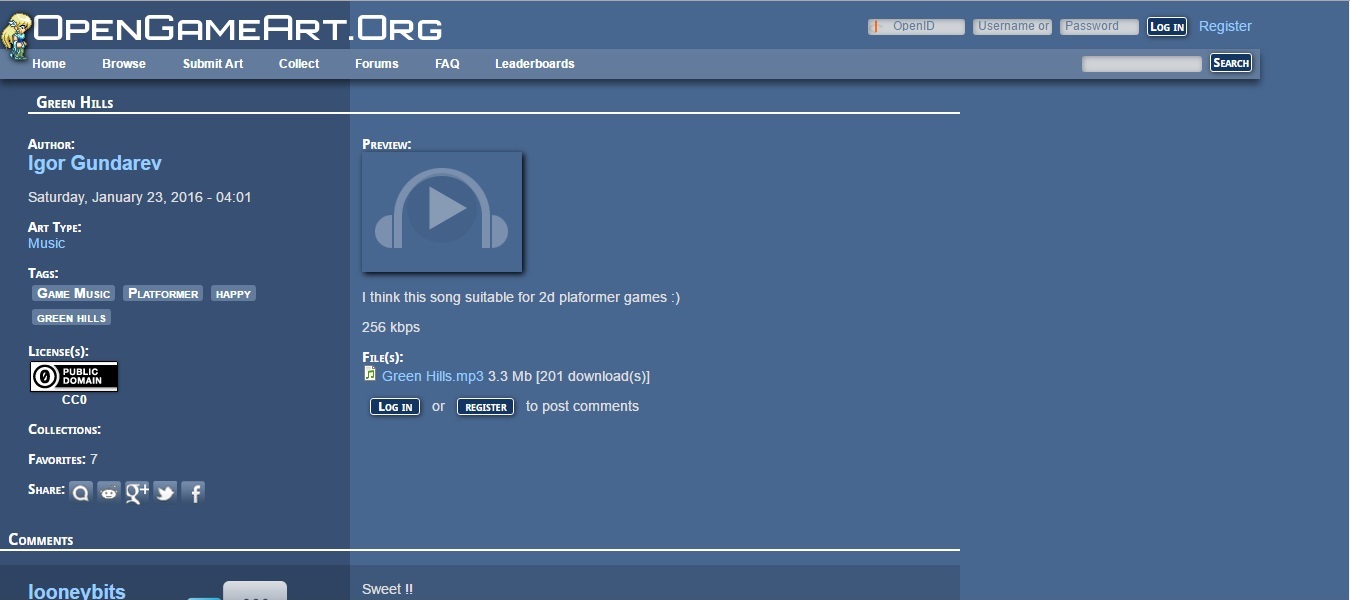 OpenGameArt.Org
OpenID Username or Password Log in Register
Home Browse Submit Art Collect Forums FAQ Leaderboards Search
Green Hills
Author:
Igor Gundarev
Saturday, January 23, 2016 - 04:01
Art Type:
Music
Tags:
Game Music Platformer happy
green hills
License(s):
PUBLIC
DOMAIN
CC0
Collections:
Favorites: 7
Share:
Preview:
I think this song suitable for 2d plaformer games :)
256 kbps
File(s):
Green Hills.mp3 3.3 Mb [201 download(s)]
Log in or register to post comments
Comments
looneybits
Sweet !!